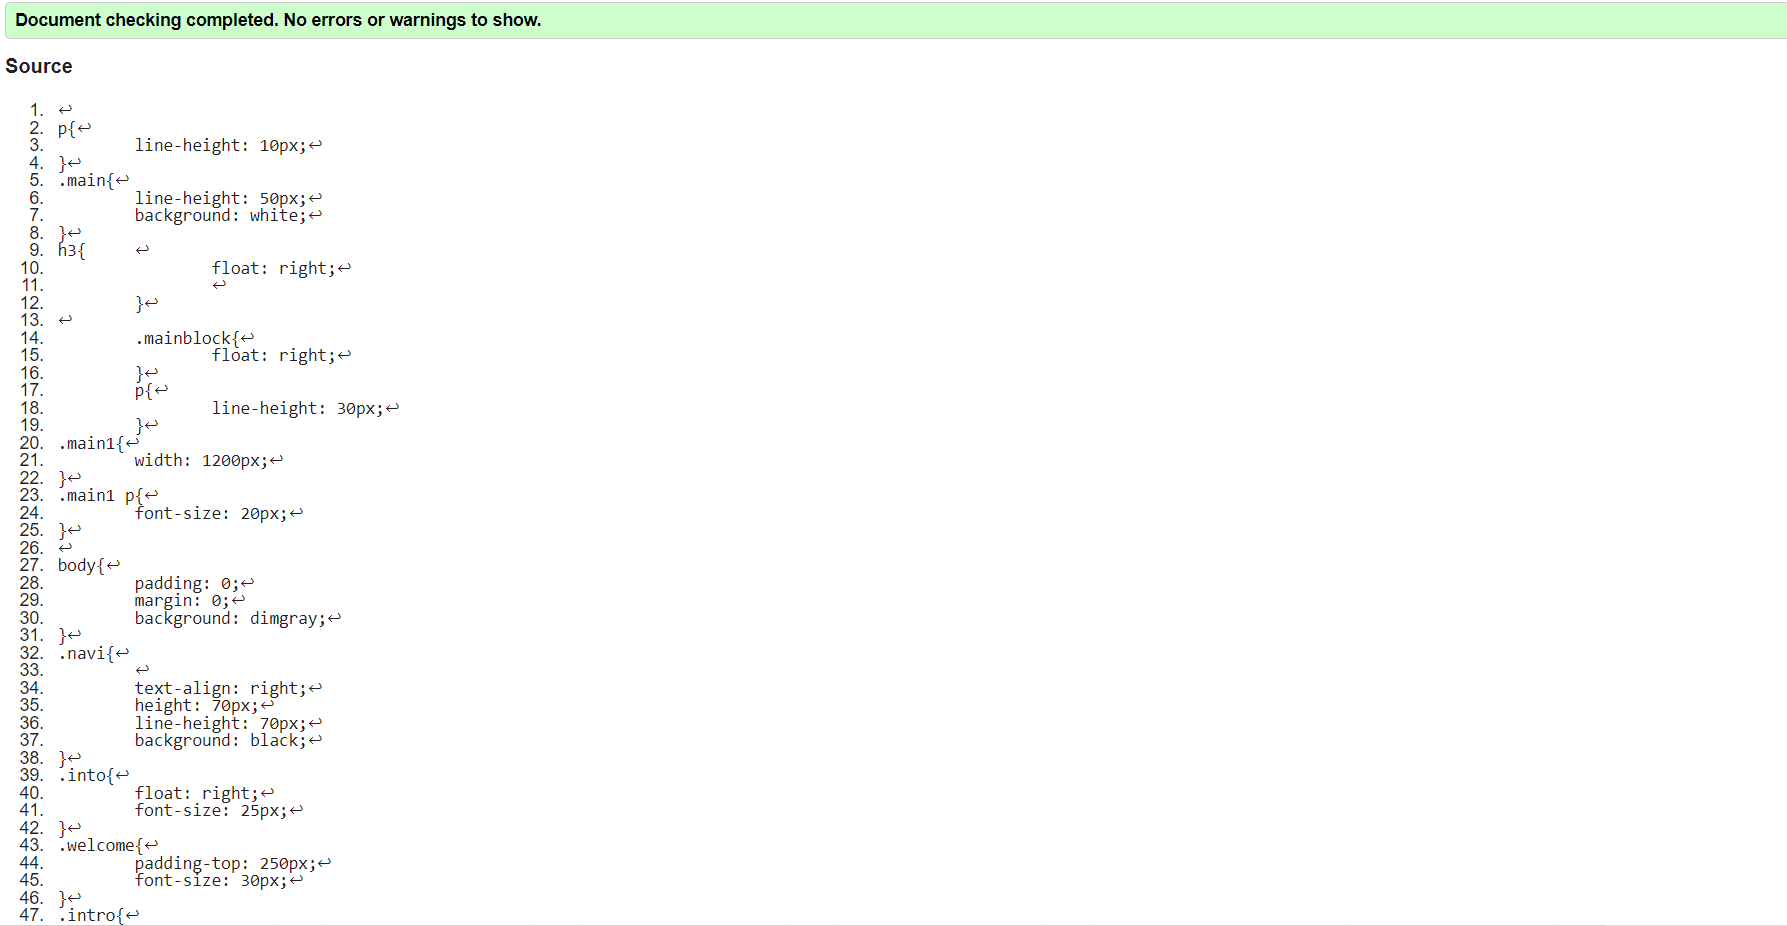 Document checking completed. No errors or warnings to show.
Source
1. ↩
2. p{↩
3. line-height: 10px;↩
4. }↩
5. .main{↩
6. line-height: 50px;↩
7. background: white;↩
8. }↩
9. h3{ ↩
10. float: right;↩
11. ↩
12. }↩
13. ↩
14. .mainblock{↩
15. float: right;↩
16. }↩
17. p{↩
18. line-height: 30px;↩
19. }↩
20. .main1{↩
21. width: 1200px;↩
22. }↩
23. .main1 p{↩
24. font-size: 20px;↩
25. }↩
26. ↩
27. body{↩
28. padding: 0;↩
29. margin: 0;↩
30. background: dimgray;↩
31. }↩
32. .navi{↩
33. ↩
34. text-align: right;↩
35. height: 70px;↩
36. line-height: 70px;↩
37. background: black;↩
38. }↩
39. .into{↩
40. float: right;↩
41. font-size: 25px;↩
42. }↩
43. .welcome{↩
44. padding-top: 250px;↩
45. font-size: 30px;↩
46. }↩
47. .intro{↩